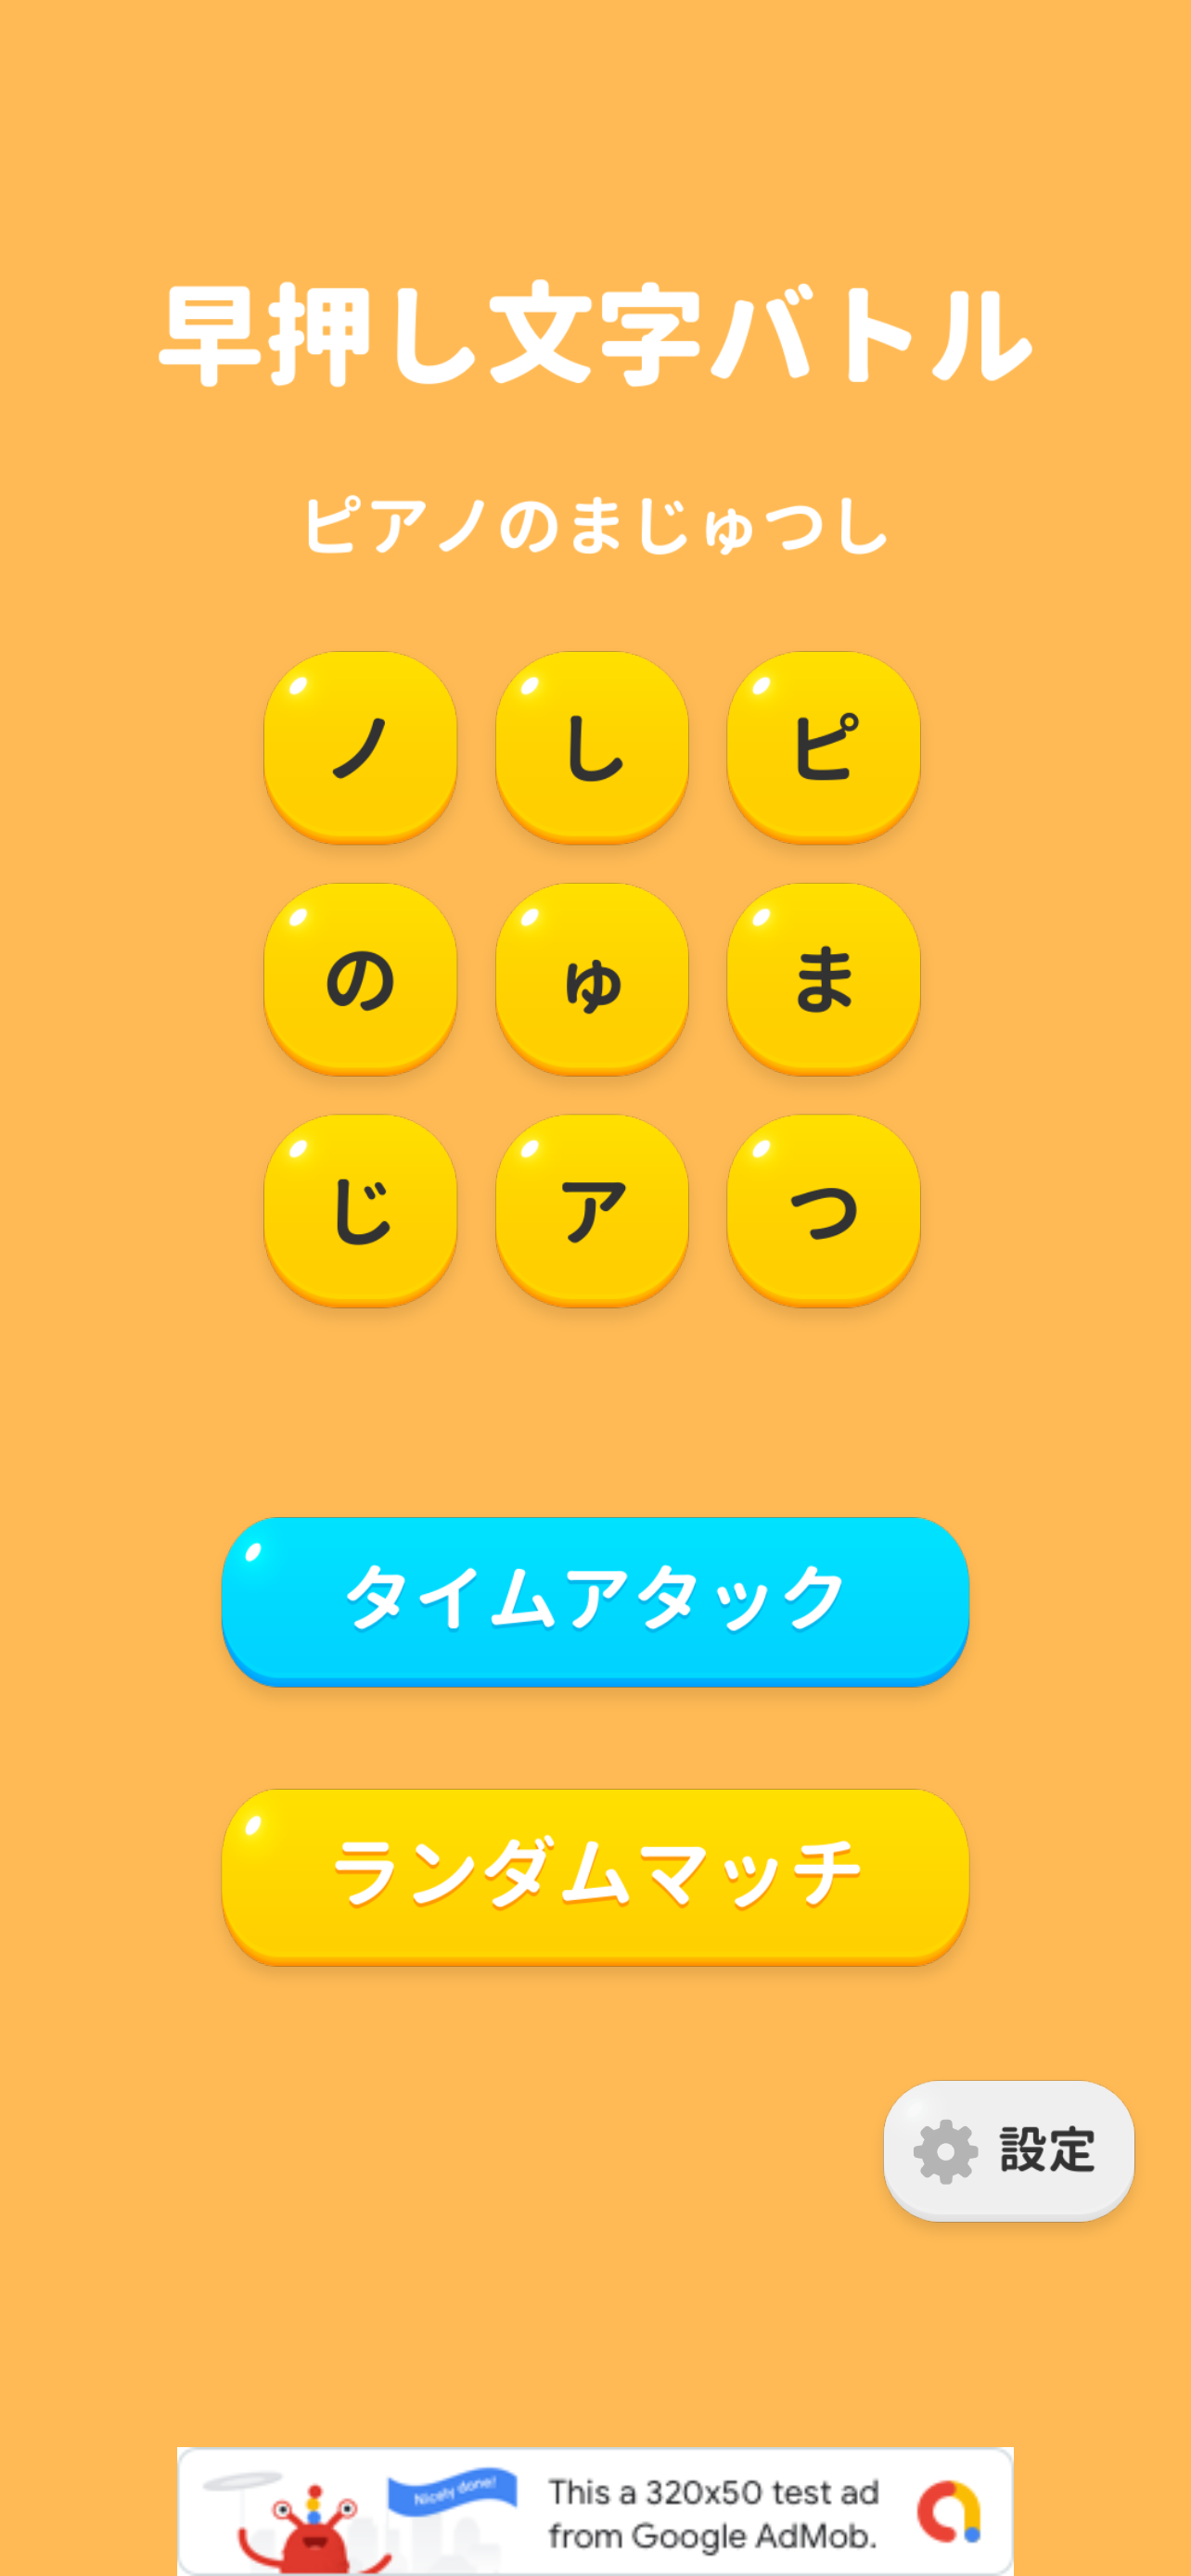 早押し文字バトル
ピアノのまじゅつし
ノ し ピ
の ゅ ま
じ ア つ
タイムアタック
ランダムマッチ
設定
Nicely done!
This a 320x50 test ad
from Google AdMob.